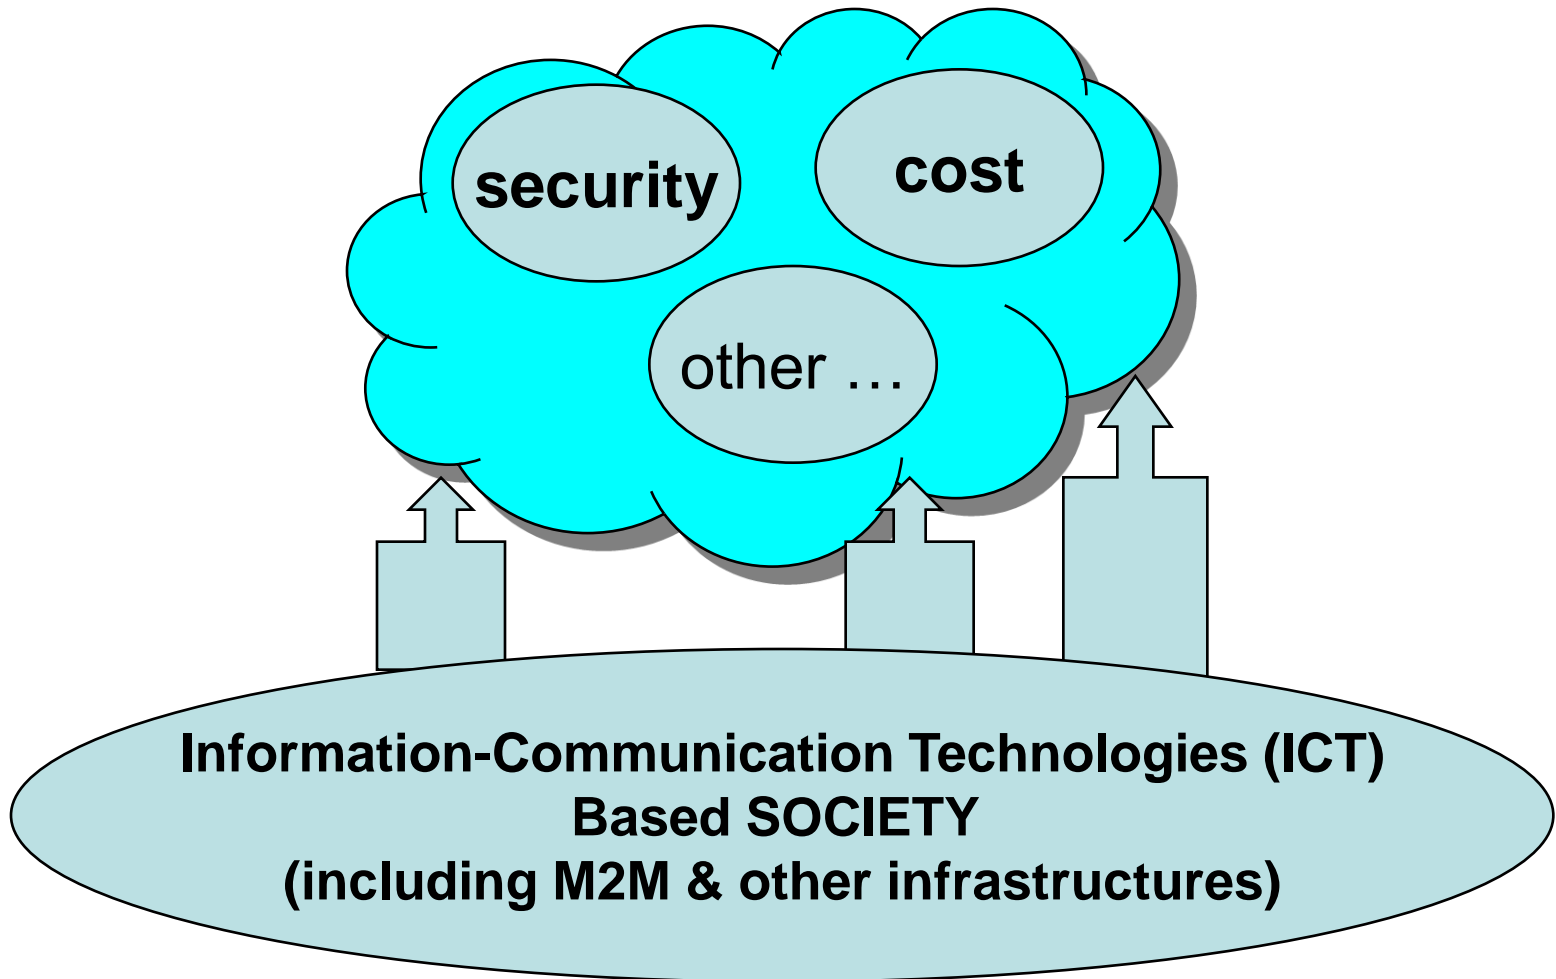 security
cost
other …
Information-Communication Technologies (ICT)
Based SOCIETY
(including M2M & other infrastructures)